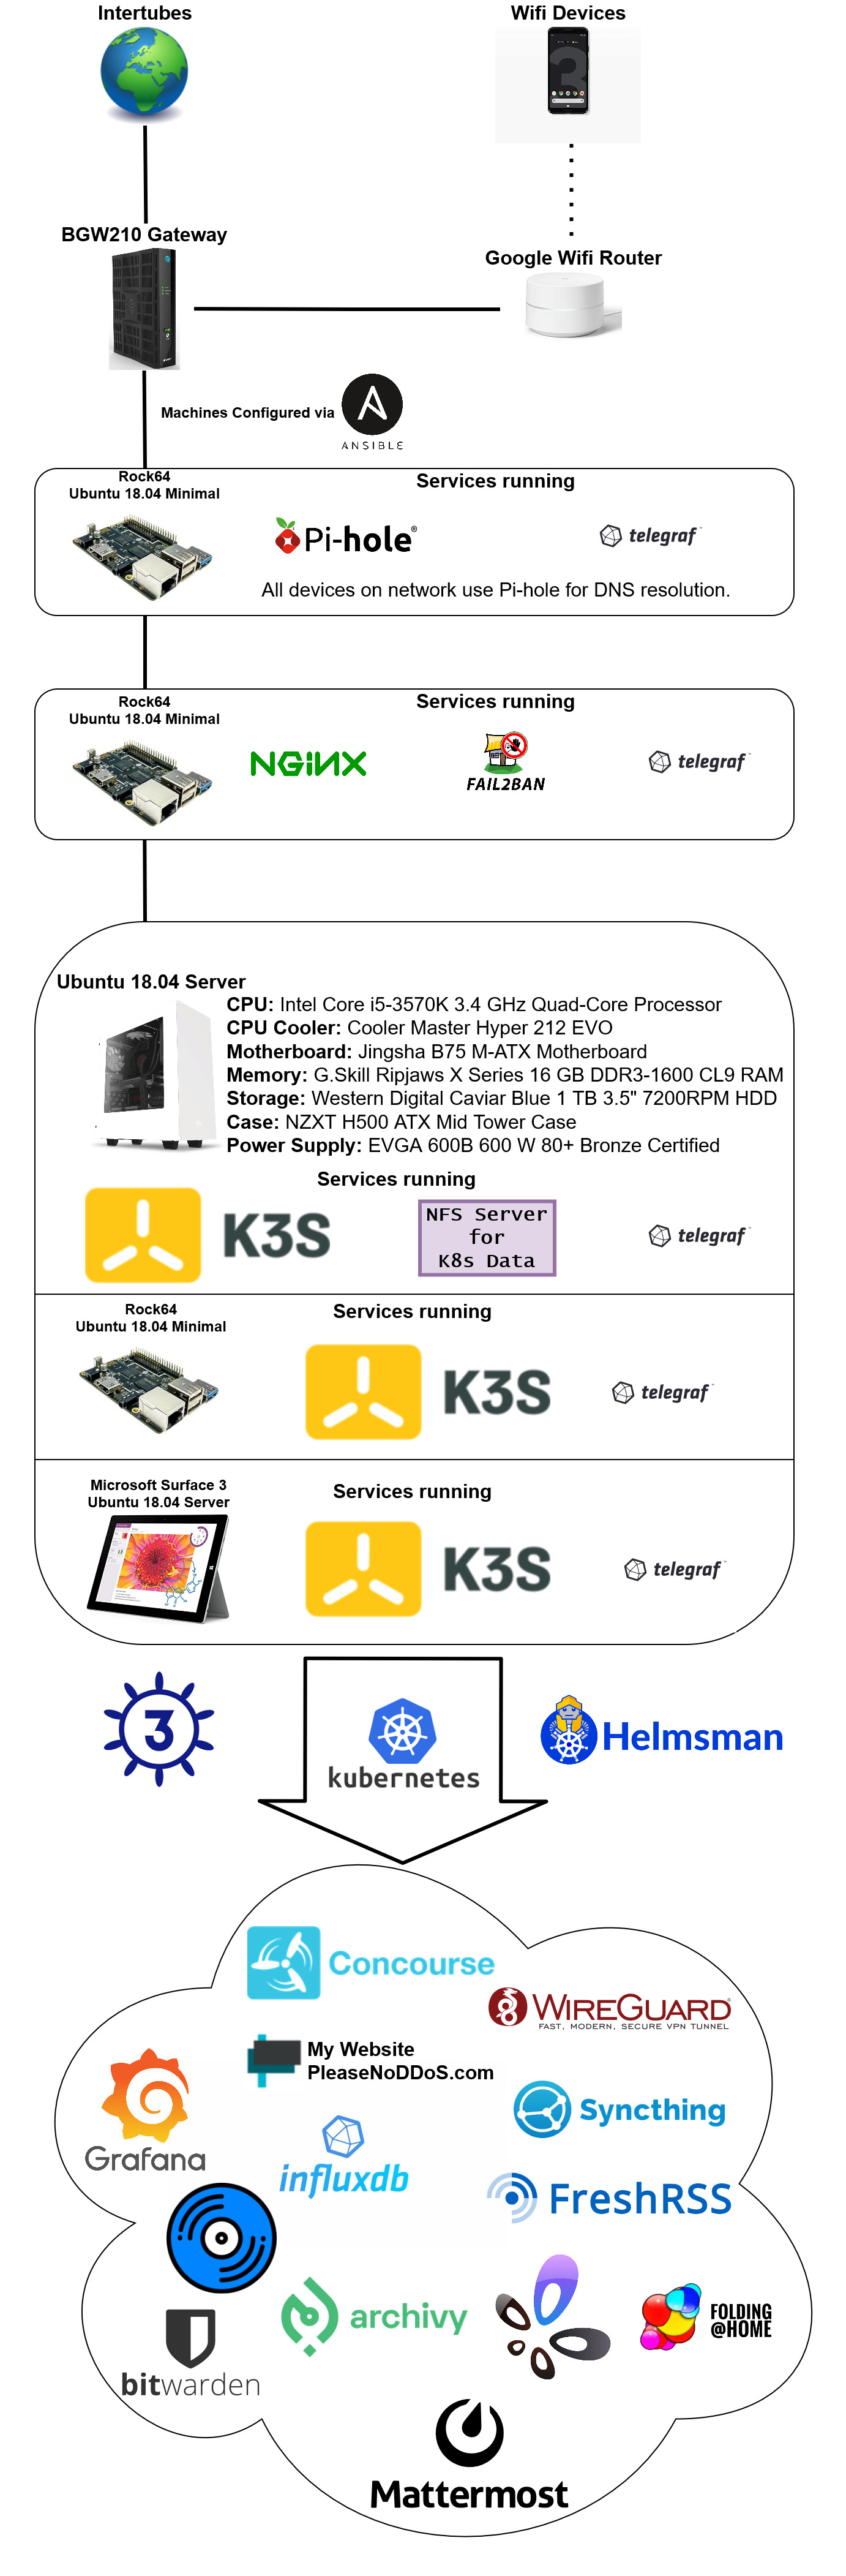 Intertubes
Wifi Devices
BGW210 Gateway
Google Wifi Router
Machines Configured via
ANSIBLE
Rock64
Ubuntu 18.04 Minimal
Services running
Pi-hole®
telegraf™
All devices on network use Pi-hole for DNS resolution.
Rock64
Ubuntu 18.04 Minimal
Services running
NGiNX
FAIL2BAN
telegraf™
Ubuntu 18.04 Server
CPU: Intel Core i5-3570K 3.4 GHz Quad-Core Processor
CPU Cooler: Cooler Master Hyper 212 EVO
Motherboard: Jingsha B75 M-ATX Motherboard
Memory: G.Skill Ripjaws X Series 16 GB DDR3-1600 CL9 RAM
Storage: Western Digital Caviar Blue 1 TB 3.5" 7200RPM HDD
Case: NZXT H500 ATX Mid Tower Case
Power Supply: EVGA 600B 600 W 80+ Bronze Certified
Services running
K3S
NFS Server
for
K8s Data
telegraf™
Rock64
Ubuntu 18.04 Minimal
Services running
K3S
telegraf™
Microsoft Surface 3
Ubuntu 18.04 Server
Services running
K3S
telegraf™
3
kubernetes
Helmsman
Concourse
WIREGUARD
FAST, MODERN, SECURE VPN TUNNEL
My Website
PleaseNoDDoS.com
Grafana
Syncthing
influxdb
FreshRSS
archivy
FOLDING
@HOME
bitwarden
Mattermost